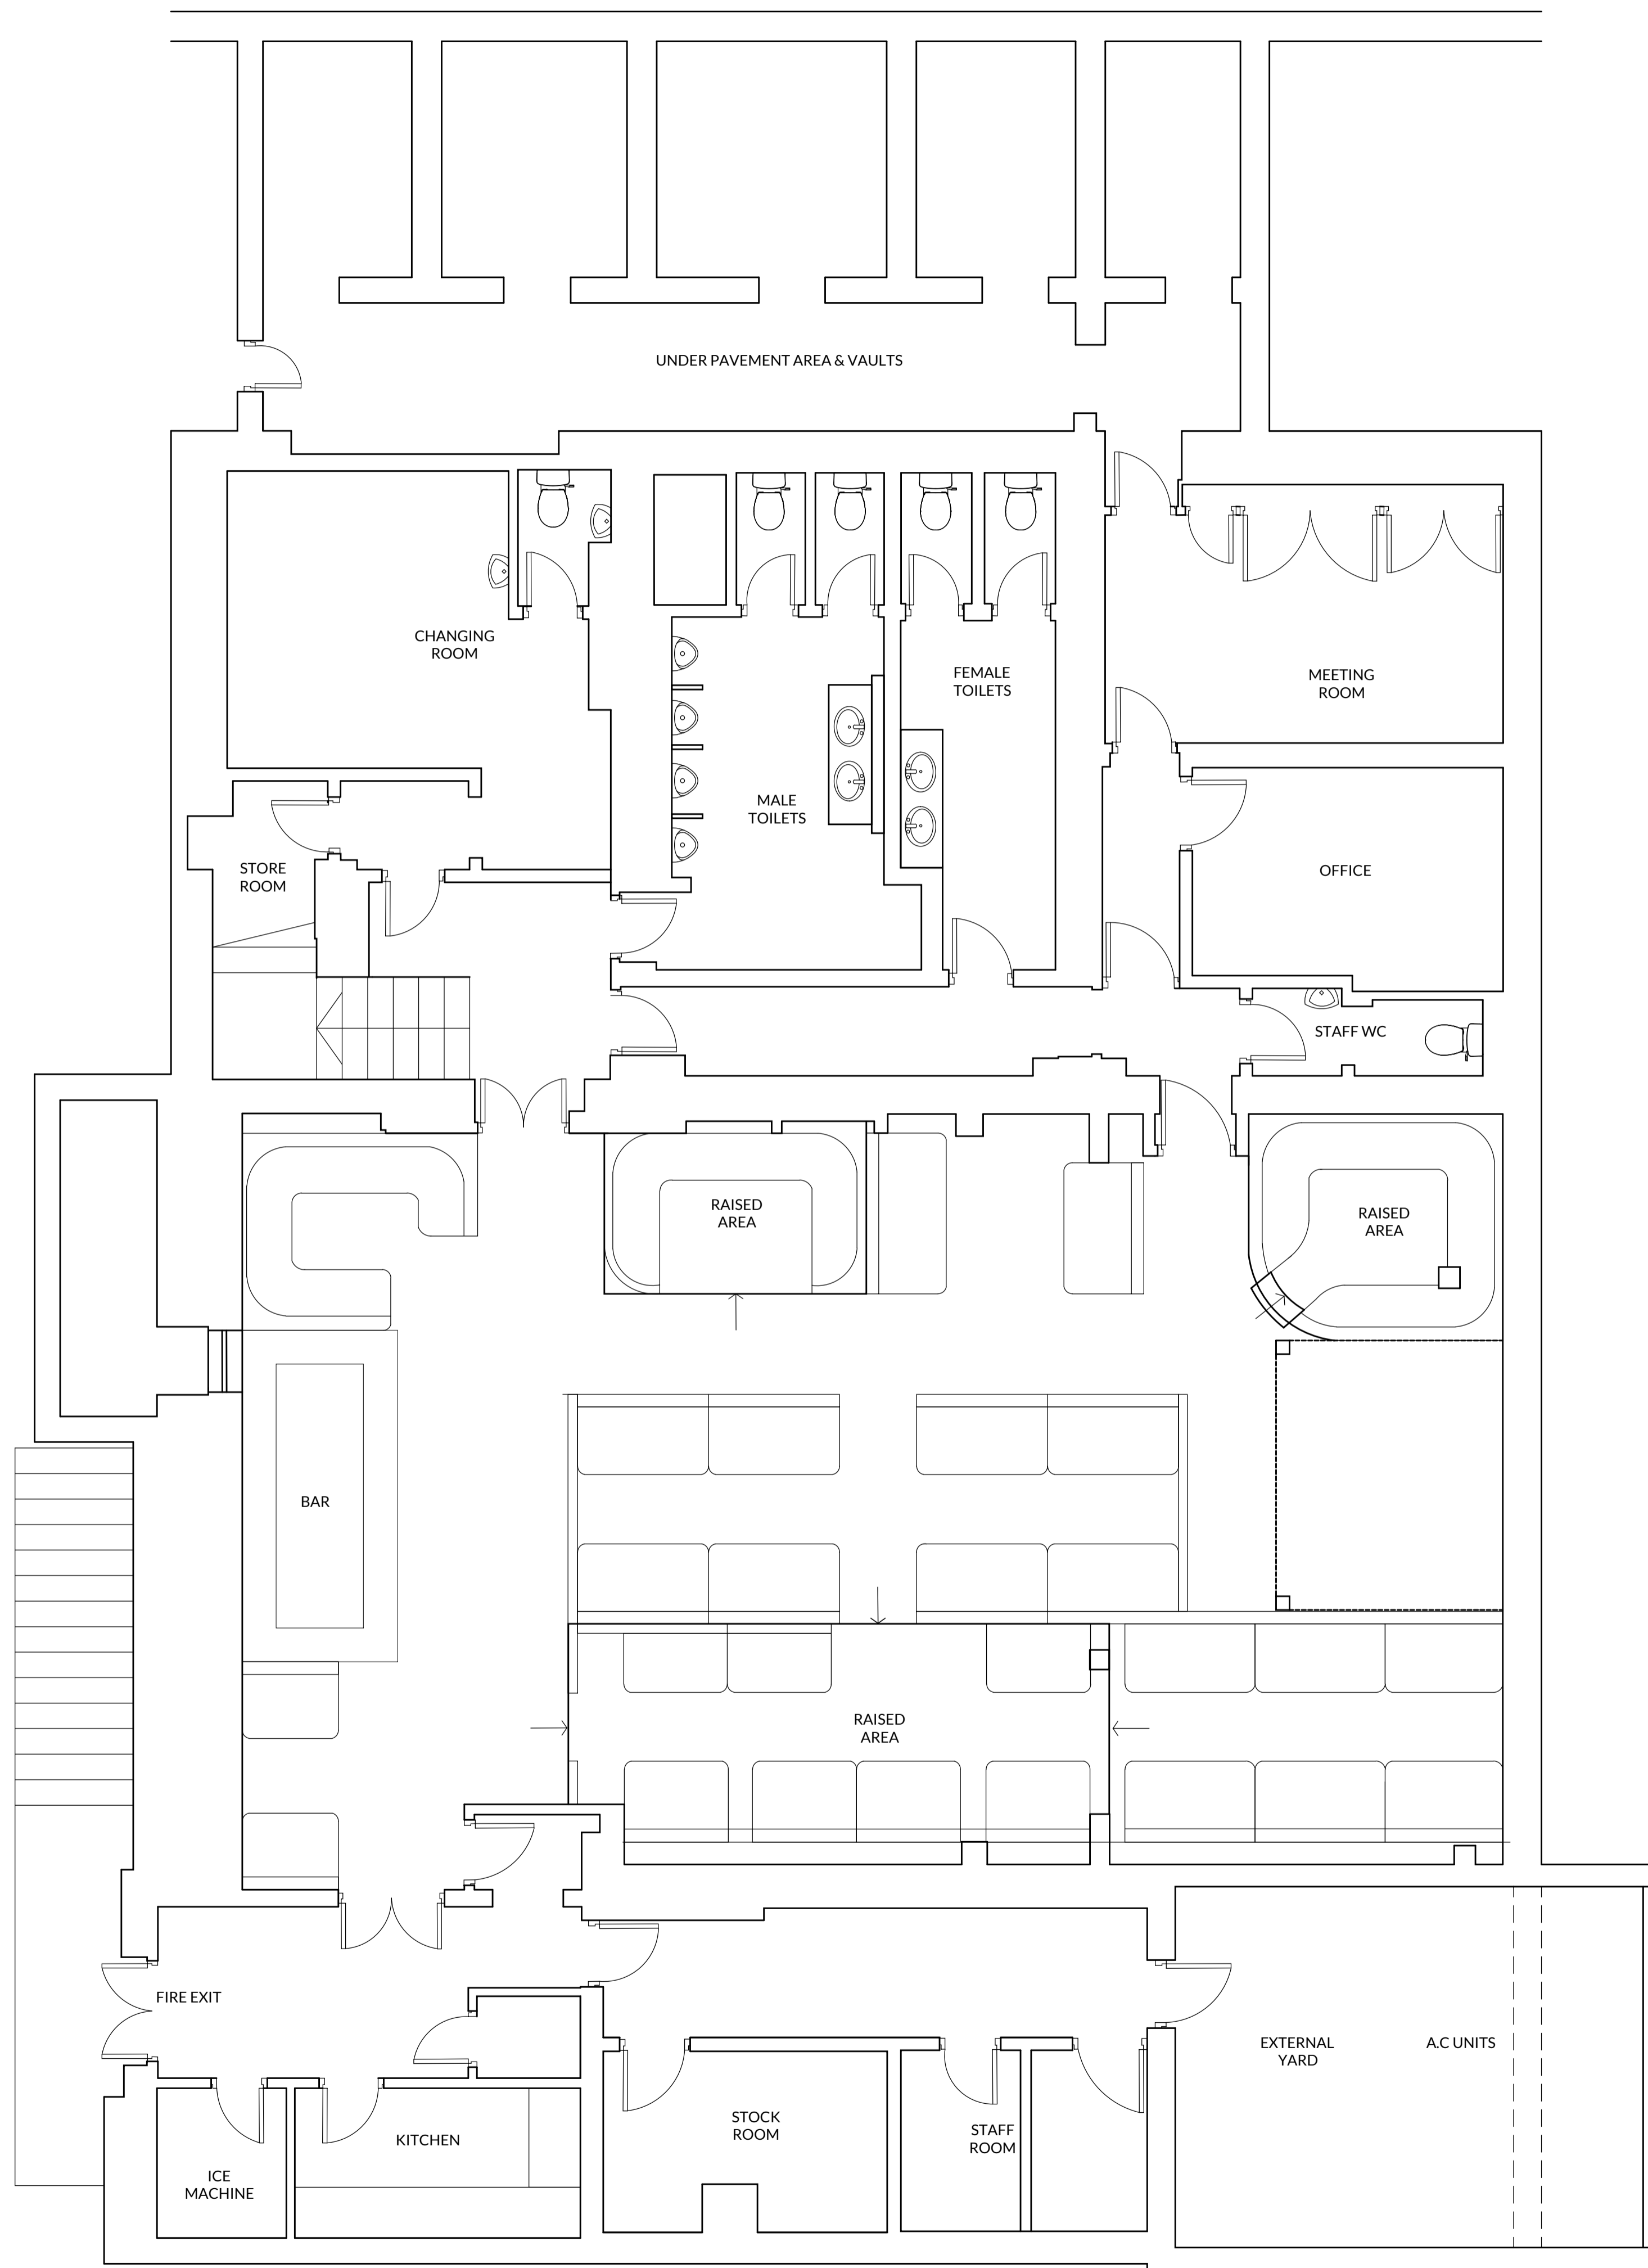 UNDER PAVEMENT AREA & VAULTS
CHANGING
ROOM
FEMALE
TOILETS
MEETING
ROOM
MALE
TOILETS
STORE
ROOM
OFFICE
STAFF WC
RAISED
AREA
RAISED
AREA
BAR
RAISED
AREA
FIRE EXIT
EXTERNAL
YARD
A.C UNITS
STOCK
ROOM
STAFF
ROOM
KITCHEN
ICE
MACHINE